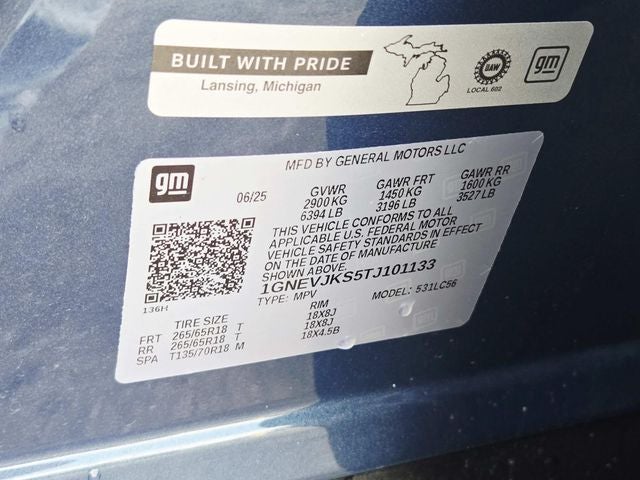 BUILT WITH PRIDE
Lansing, Michigan
UAW
LOCAL 602
gm
gm
MFD BY GENERAL MOTORS LLC
06/25
GVWR GAWR FRT GAWR RR
2900 KG 1450 KG 1600 KG
6394 LB 3196 LB 3527 LB
THIS VEHICLE CONFORMS TO ALL
APPLICABLE U.S. FEDERAL MOTOR
VEHICLE SAFETY STANDARDS IN EFFECT
ON THE DATE OF MANUFACTURE
SHOWN ABOVE.
1GNEVJKS5TJ101133
TYPE: MPV MODEL: 531LC56
136H
TIRE SIZE RIM
FRT 265/65R18 T 18X8J
RR 265/65R18 T 18X8J
SPA T135/70R18 M 18X4.5B